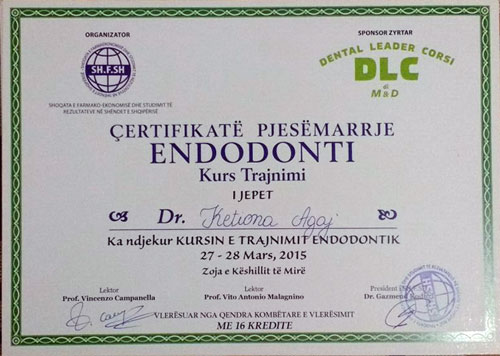 ORGANIZATOR
SH.F.SH
SHOQATA E FARMAKO-EKONOMISË DHE STUDIMIT TË
REZULTATEVE NË SHËNDET E SHQIPËRISË
SPONSOR ZYRTAR
DENTAL LEADER CORSI
DLC
di
M&D
ÇERTIFIKATË PJESËMARRJE
ENDODONTI
Kurs Trajnimi
I JEPET
Dr. Ketiona Agaj
Ka ndjekur KURSIN E TRAJNIMIT ENDODONTIK
27 - 28 Mars, 2015
Zoja e Këshillit të Mirë
Lektor
Prof. Vincenzo Campanella
Lektor
Prof. Vito Antonio Malagnino
President
Dr. Gazmend
VLERËSUAR NGA QENDRA KOMBËTARE E VLERËSIMIT
ME 16 KREDITE